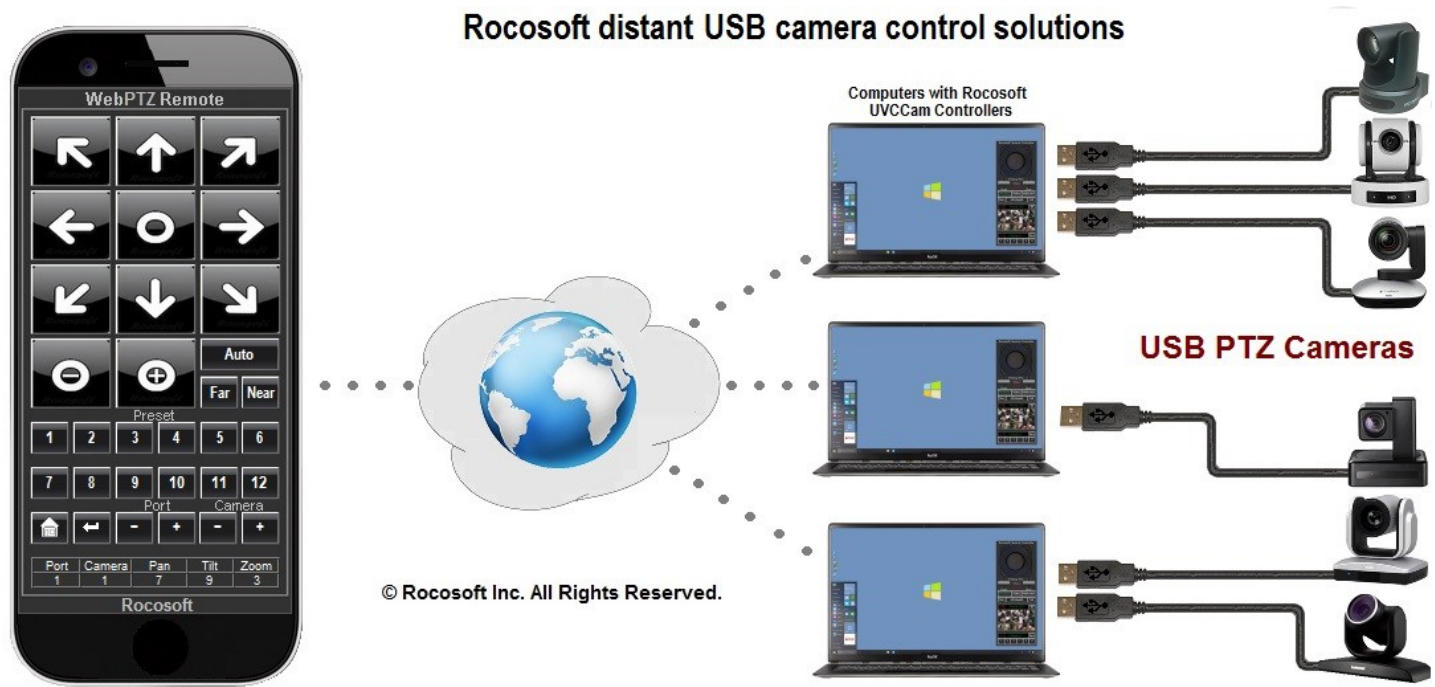 Rocosoft distant USB camera control solutions
WebPTZ Remote
Auto
Far Near
Preset
1 2 3 4 5 6
7 8 9 10 11 12
Port Camera
- + - +
Port Camera Pan Tilt Zoom
1 1 7 9 3
Rocosoft
Computers with Rocosoft
UVCCam Controllers
HD
USB PTZ Cameras
© Rocosoft Inc. All Rights Reserved.